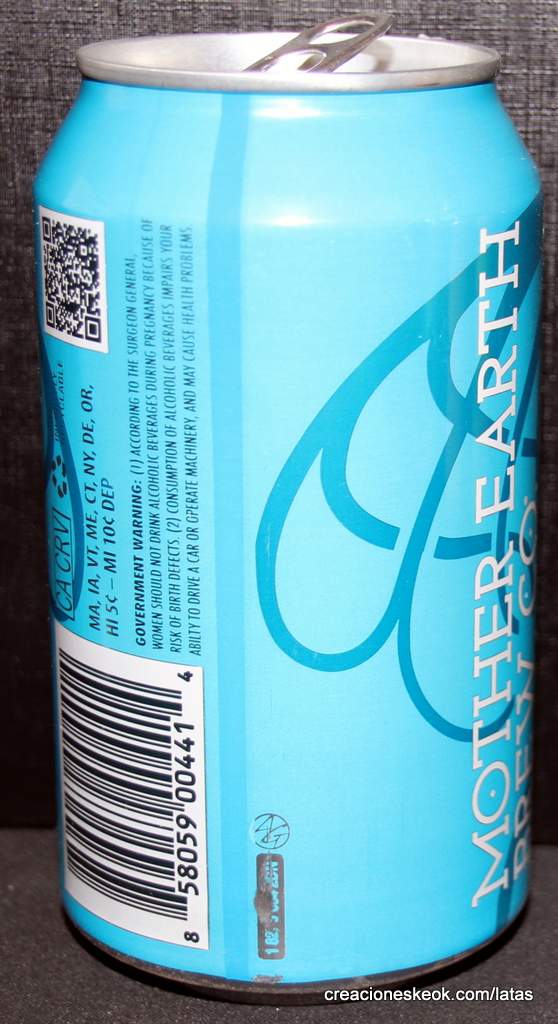 MOTHER EARTH
BREW CO.
CA CRV
MA, IA, VT, ME, CT, NY, DE, OR,
HI 5¢ – MI 10¢ DEP
GOVERNMENT WARNING: (1) ACCORDING TO THE SURGEON GENERAL,
WOMEN SHOULD NOT DRINK ALCOHOLIC BEVERAGES DURING PREGNANCY BECAUSE OF
RISK OF BIRTH DEFECTS. (2) CONSUMPTION OF ALCOHOLIC BEVERAGES IMPAIRS YOUR
ABILTY TO DRIVE A CAR OR OPERATE MACHINERY, AND MAY CAUSE HEALTH PROBLEMS
8 58059 00441 4
creacioneskeok.com/latas